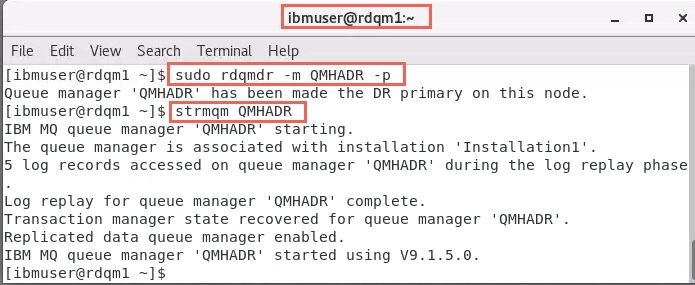 ibmuser@rdqm1:~
File Edit View Search Terminal Help
[ibmuser@rdqm1 ~]$ sudo rdqmdr -m QMHADR -p
Queue manager 'QMHADR' has been made the DR primary on this node.
[ibmuser@rdqm1 ~]$ strmqm QMHADR
IBM MQ queue manager 'QMHADR' starting.
The queue manager is associated with installation 'Installation1'.
5 log records accessed on queue manager 'QMHADR' during the log replay phase
.
Log replay for queue manager 'QMHADR' complete.
Transaction manager state recovered for queue manager 'QMHADR'.
Replicated data queue manager enabled.
IBM MQ queue manager 'QMHADR' started using V9.1.5.0.
[ibmuser@rdqm1 ~]$